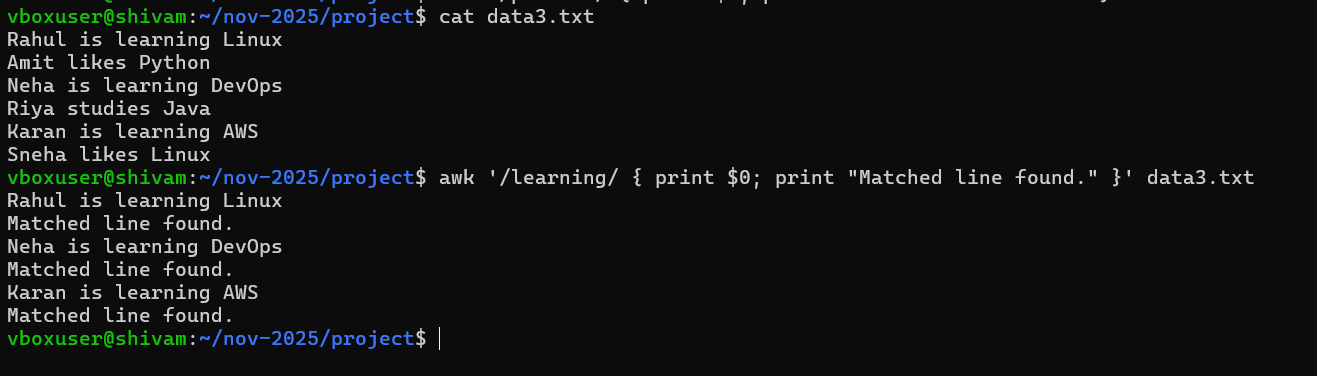 vboxuser@shivam:~/nov-2025/project$ cat data3.txt
Rahul is learning Linux
Amit likes Python
Neha is learning DevOps
Riya studies Java
Karan is learning AWS
Sneha likes Linux
vboxuser@shivam:~/nov-2025/project$ awk '/learning/ { print $0; print "Matched line found." }' data3.txt
Rahul is learning Linux
Matched line found.
Neha is learning DevOps
Matched line found.
Karan is learning AWS
Matched line found.
vboxuser@shivam:~/nov-2025/project$